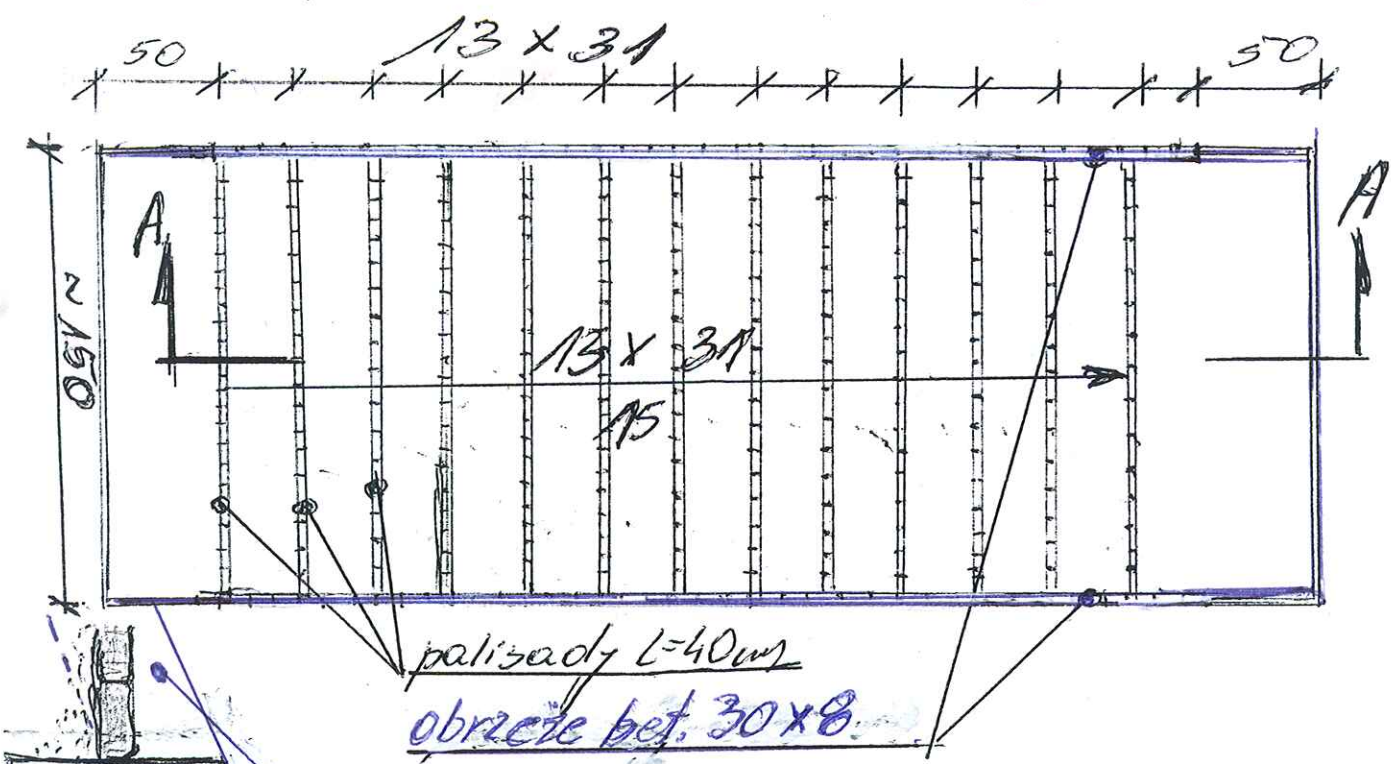 50 13 x 31 50
A A
~ 150
13 x 31
15
palisady L=40cm
obrzeże bet. 30x8